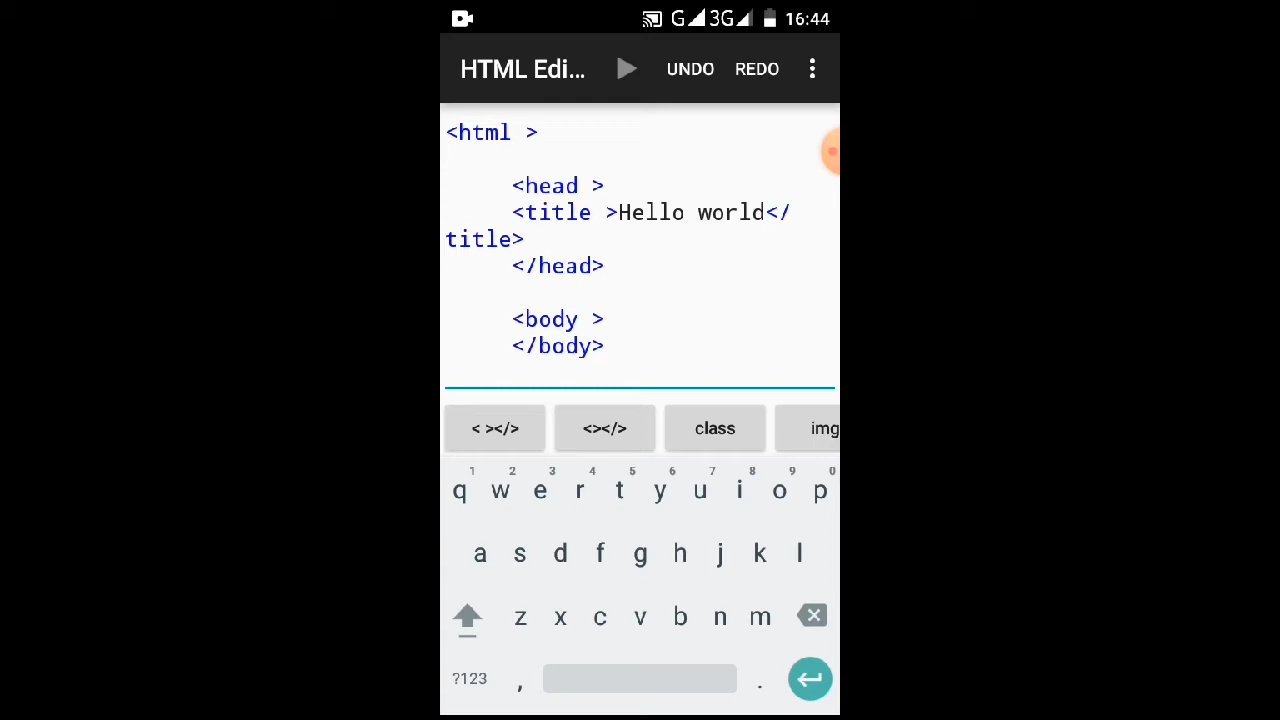 G 3G 16:44
HTML Edi... UNDO REDO
<html >
<head >
<title >Hello world</
title>
</head>
<body >
</body>
< ></> <></> class img
1 2 3 4 5 6 7 8 9 0
q w e r t y u i o p
a s d f g h j k l
z x c v b n m
?123 , .